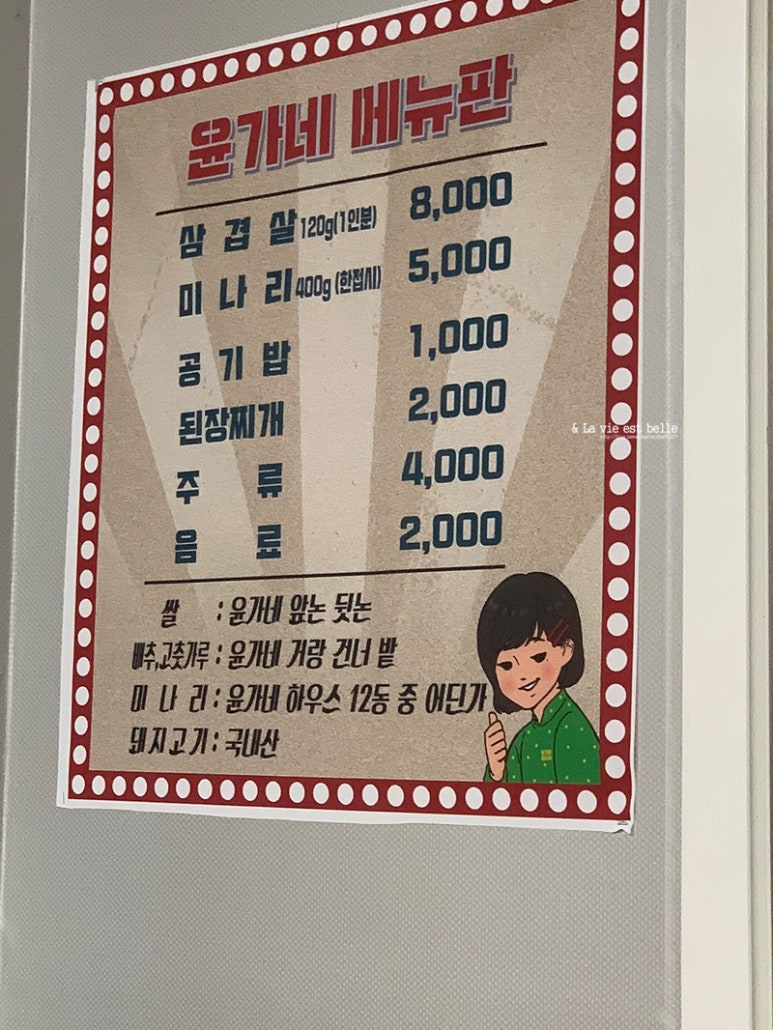 윤가네 메뉴판
삼 겹 살 120g(1인분) 8,000
미 나 리 400g (한접시) 5,000
공 기 밥 1,000
된장찌개 2,000
주 류 4,000
음 료 2,000
쌀 : 윤가네 앞논 뒷논
배추,고춧가루 : 윤가네 거랑 건너 밭
미 나 리 : 윤가네 하우스 12동 중 어딘가
돼지고기 : 국내산
& La vie est belle